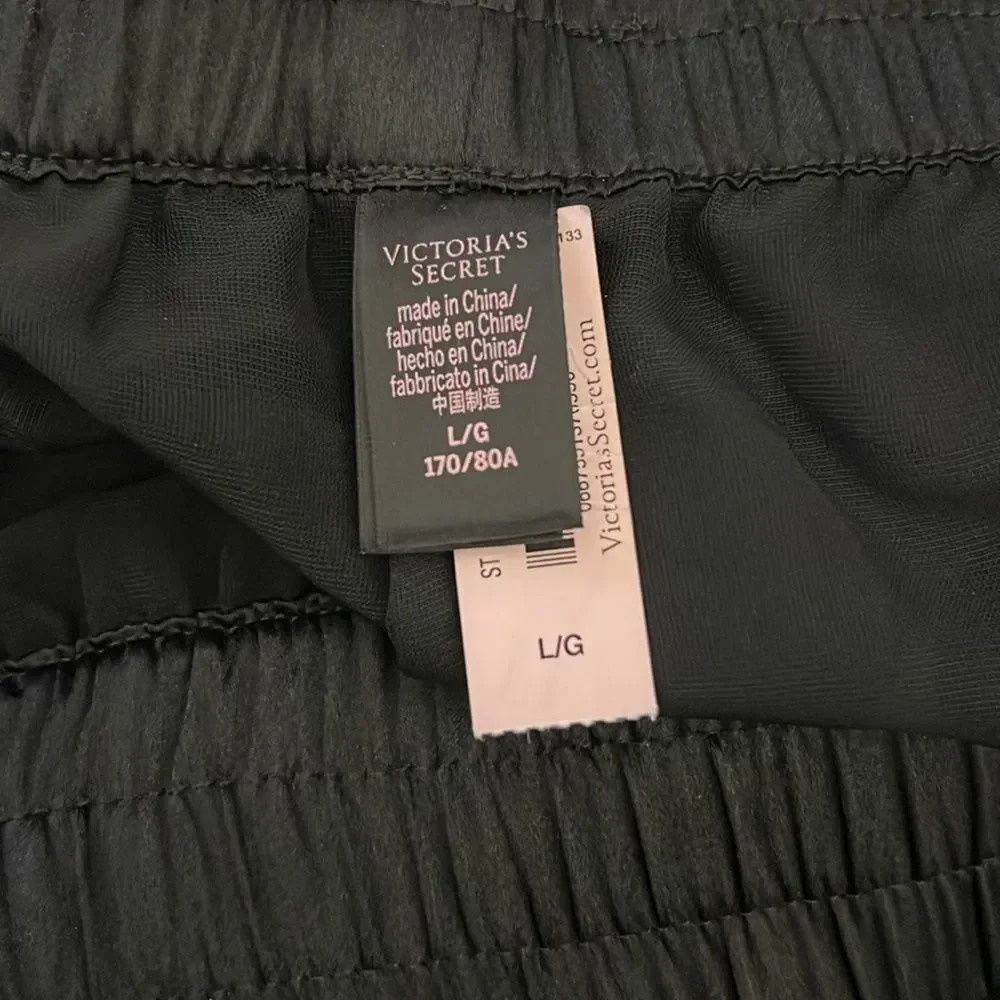 VICTORIA'S
SECRET
made in China/
fabriqué en Chine/
hecho en China/
fabbricato in Cina/
中国制造
L/G
170/80A
133
VictoriasSecret.com
ST
L/G